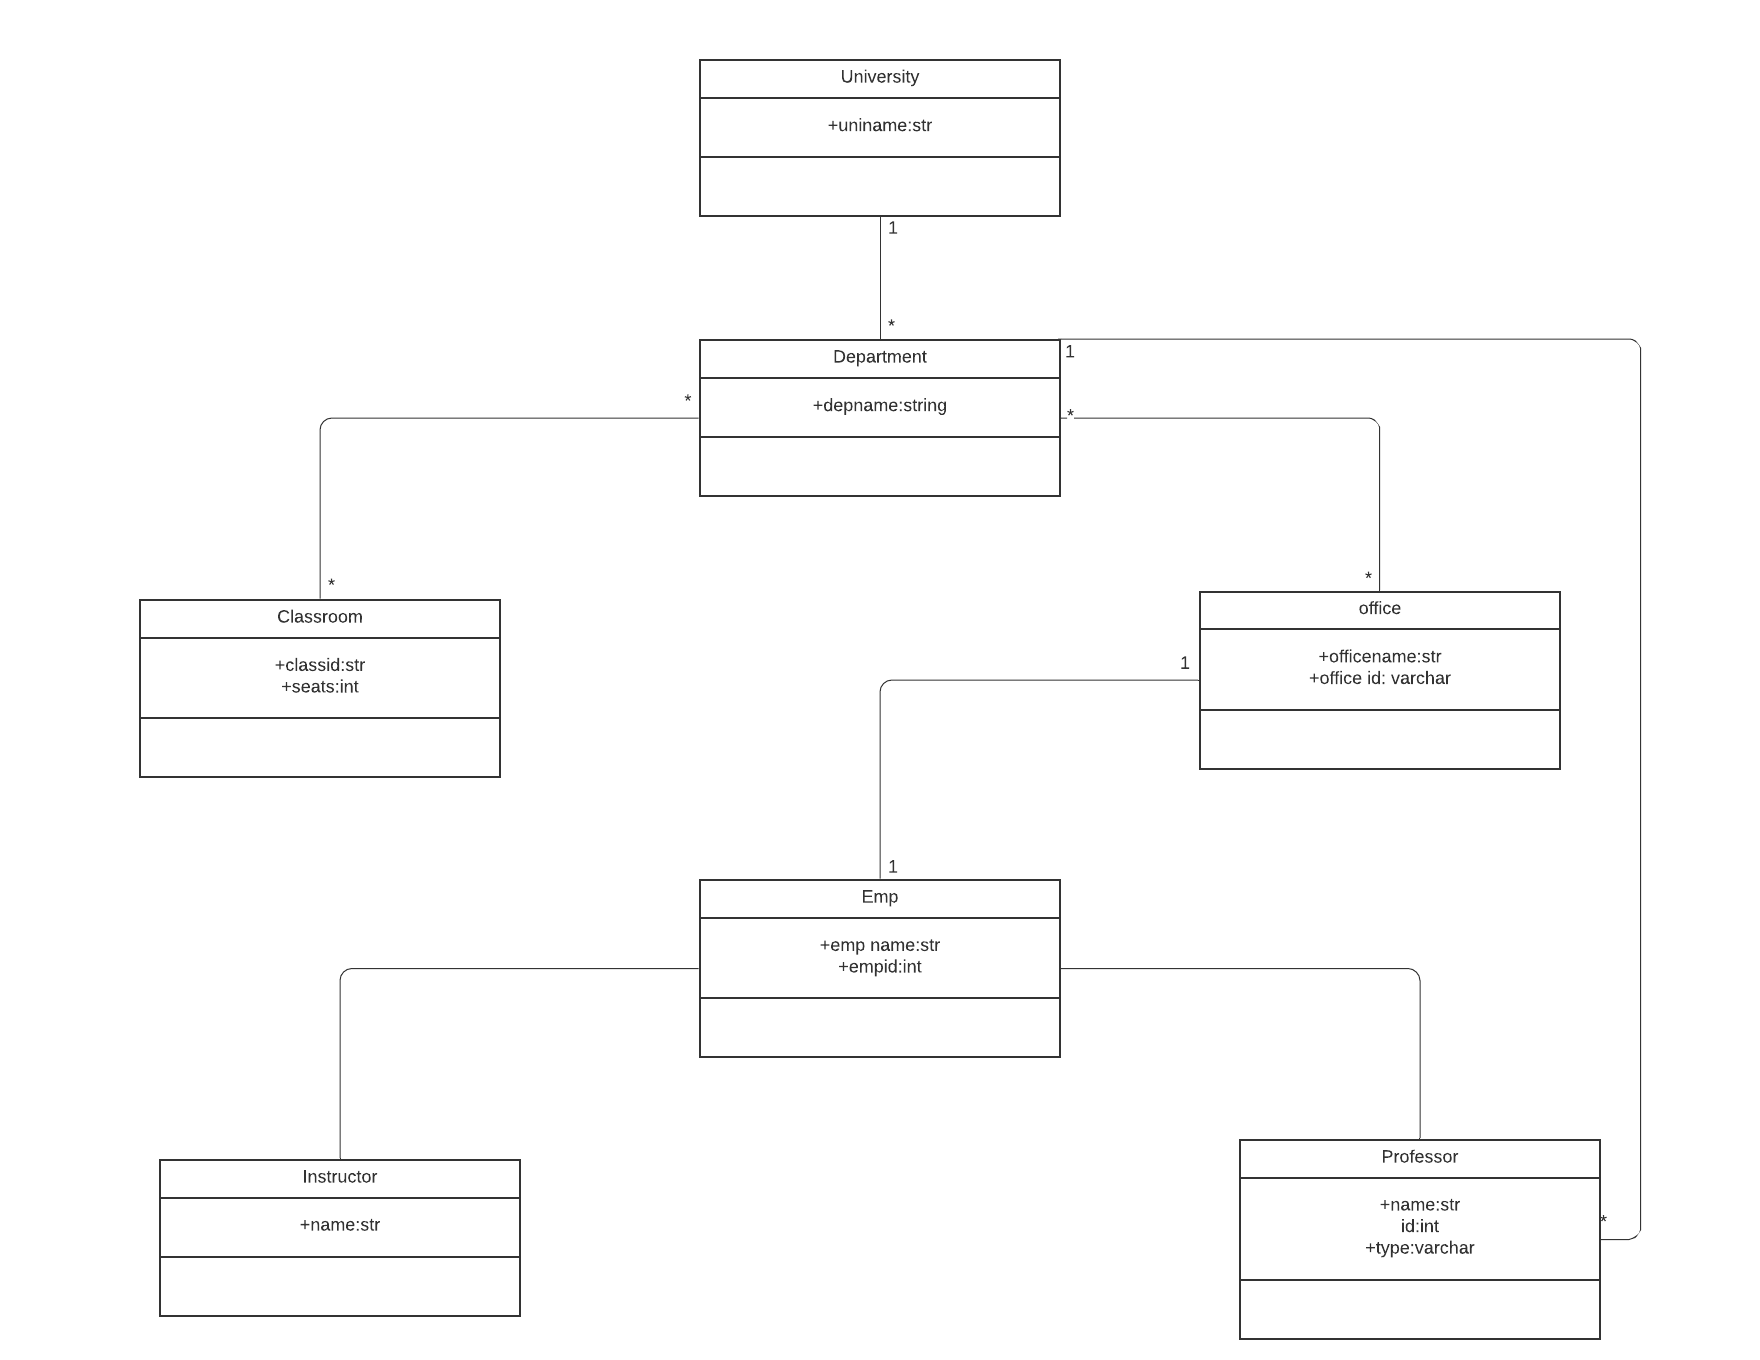 University
+uniname:str
1
*
Department
1
+depname:string
*
*
*
*
Classroom
+classid:str
+seats:int
office
+officename:str
+office id: varchar
1
1
Emp
+emp name:str
+empid:int
Instructor
+name:str
Professor
+name:str
id:int
+type:varchar
*